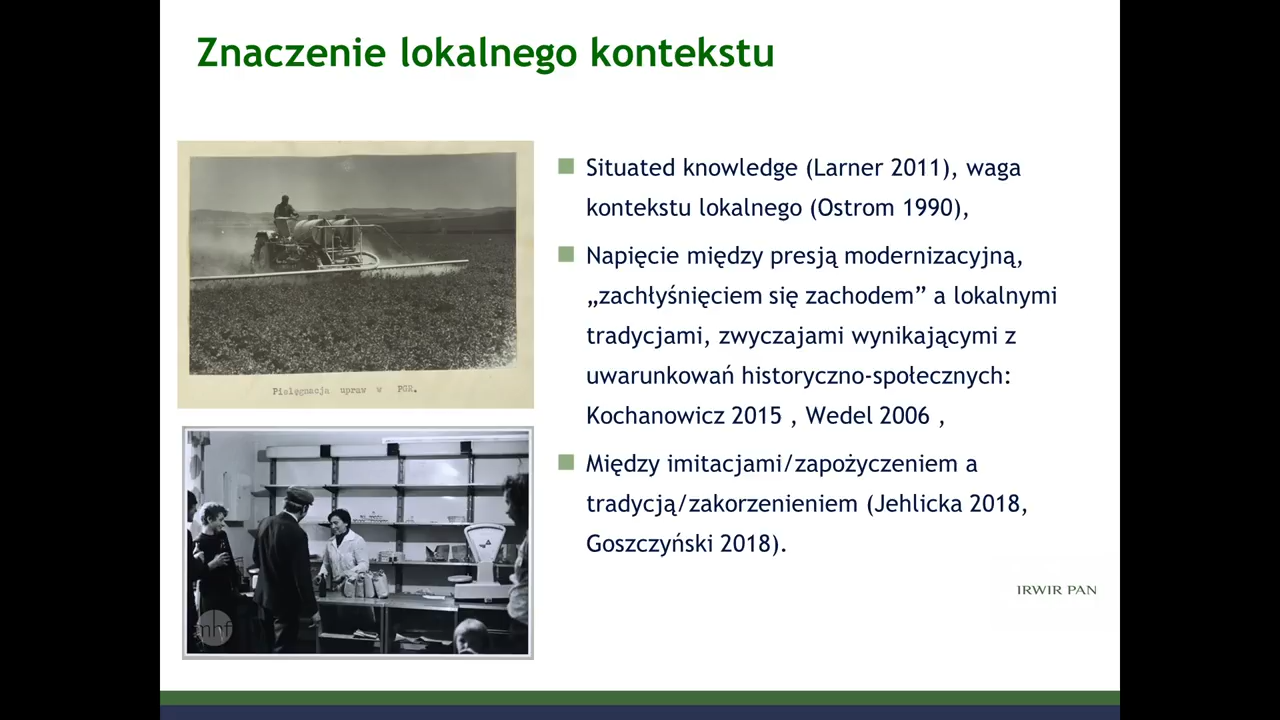 Znaczenie lokalnego kontekstu
Pielęgnacja upraw w PGR.
mhf
Situated knowledge (Larner 2011), waga
kontekstu lokalnego (Ostrom 1990),
Napięcie między presją modernizacyjną,
„zachłyśnięciem się zachodem” a lokalnymi
tradycjami, zwyczajami wynikającymi z
uwarunkowań historyczno-społecznych:
Kochanowicz 2015 , Wedel 2006 ,
Między imitacjami/zapożyczeniem a
tradycją/zakorzenieniem (Jehlicka 2018,
Goszczyński 2018).
IRWIR PAN